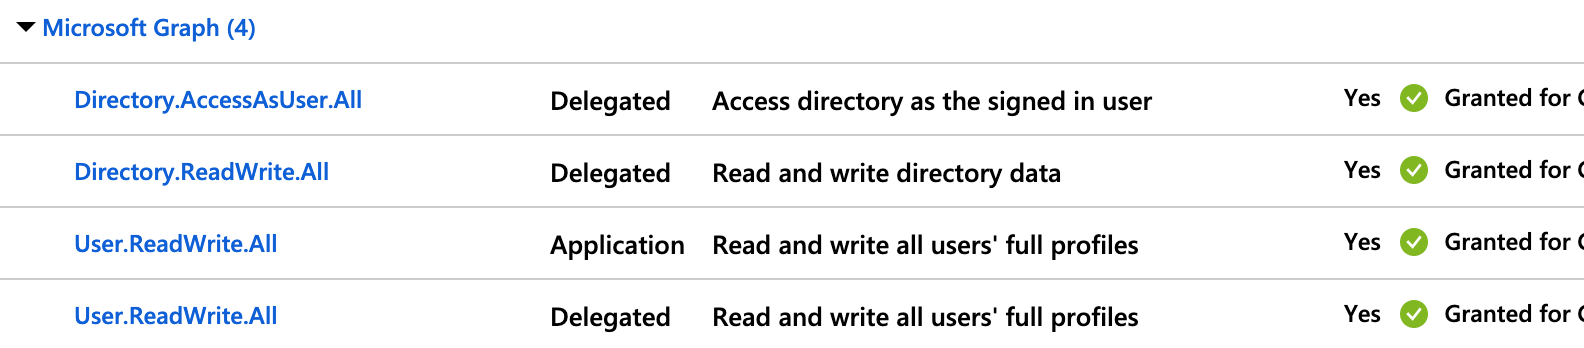 Microsoft Graph (4)
Directory.AccessAsUser.All Delegated Access directory as the signed in user Yes Granted for
Directory.ReadWrite.All Delegated Read and write directory data Yes Granted for
User.ReadWrite.All Application Read and write all users' full profiles Yes Granted for
User.ReadWrite.All Delegated Read and write all users' full profiles Yes Granted for